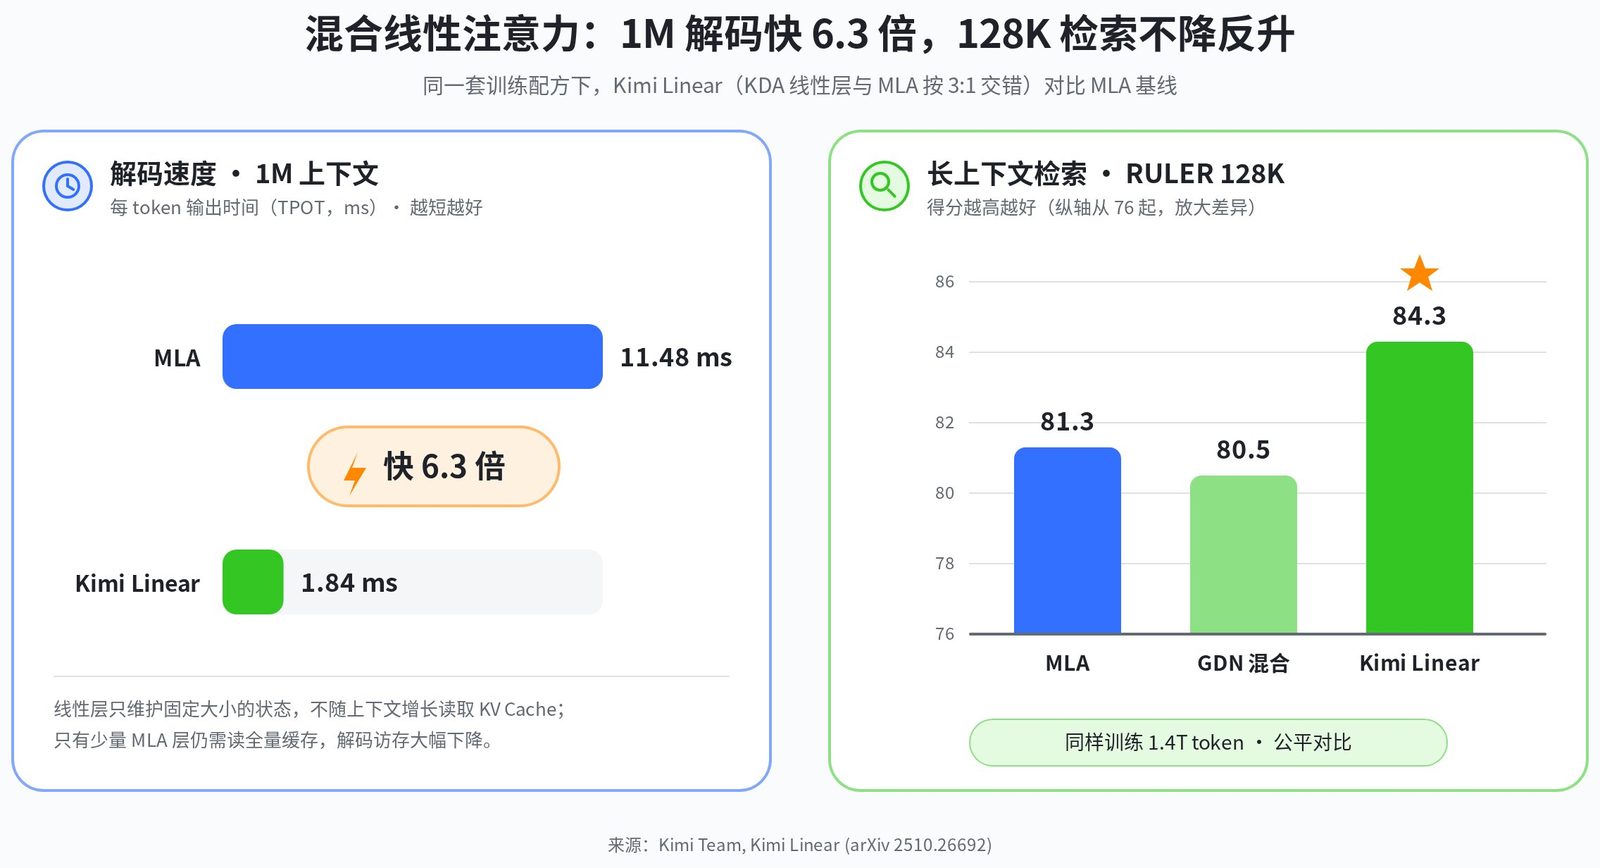 混合线性注意力：1M 解码快 6.3 倍，128K 检索不降反升
同一套训练配方下，Kimi Linear（KDA 线性层与 MLA 按 3:1 交错）对比 MLA 基线
解码速度 • 1M 上下文
每 token 输出时间（TPOT，ms）• 越短越好
MLA
11.48 ms
快 6.3 倍
Kimi Linear
1.84 ms
线性层只维护固定大小的状态，不随上下文增长读取 KV Cache；
只有少量 MLA 层仍需读全量缓存，解码访存大幅下降。
长上下文检索 • RULER 128K
得分越高越好（纵轴从 76 起，放大差异）
86
84
82
80
78
76
81.3
80.5
84.3
MLA
GDN 混合
Kimi Linear
同样训练 1.4T token • 公平对比
来源：Kimi Team, Kimi Linear (arXiv 2510.26692)